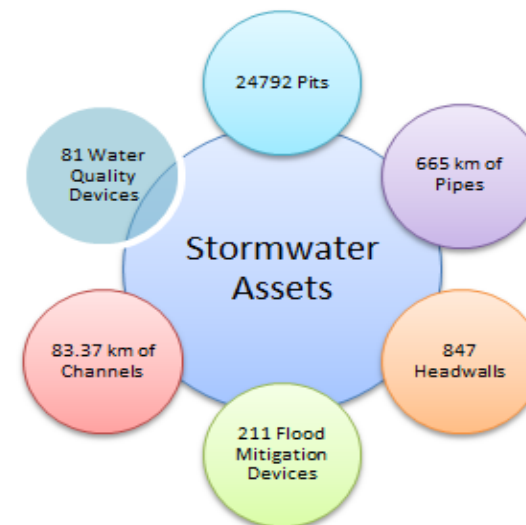 24792 Pits
81 Water
Quality
Devices
665 km of
Pipes
Stormwater
Assets
83.37 km of
Channels
847
Headwalls
211 Flood
Mitigation
Devices